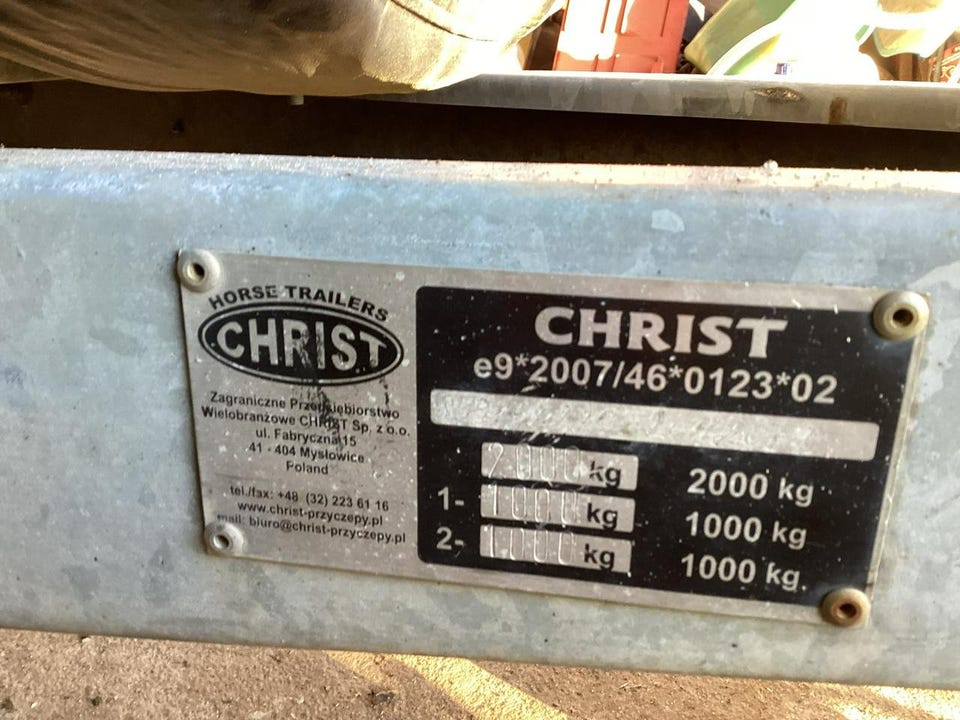 HORSE TRAILERS
CHRIST
Zagraniczne Przedsiębiorstwo
Wielobranżowe CHRIST Sp. z o.o.
ul. Fabryczna 15
41 - 404 Mysłowice
Poland
tel./fax: +48 (32) 223 61 16
www.christ-przyczepy.pl
mail: biuro@christ-przyczepy.pl
CHRIST
e9*2007/46*0123*02
2000 kg 2000 kg
1- 1000 kg 1000 kg
2- 1000 kg 1000 kg.